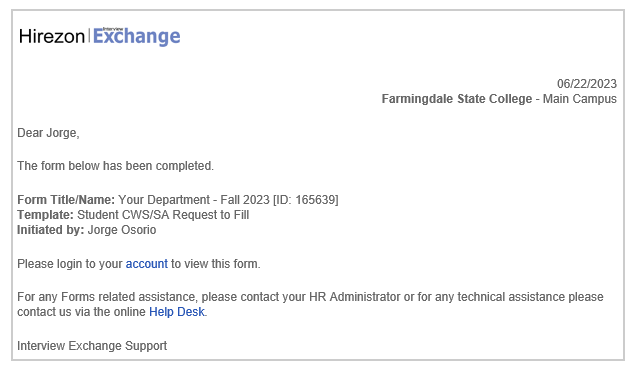 Hirezon Interview Exchange
06/22/2023
Farmingdale State College - Main Campus
Dear Jorge,
The form below has been completed.
Form Title/Name: Your Department - Fall 2023 [ID: 165639]
Template: Student CWS/SA Request to Fill
Initiated by: Jorge Osorio
Please login to your account to view this form.
For any Forms related assistance, please contact your HR Administrator or for any technical assistance please
contact us via the online Help Desk.
Interview Exchange Support